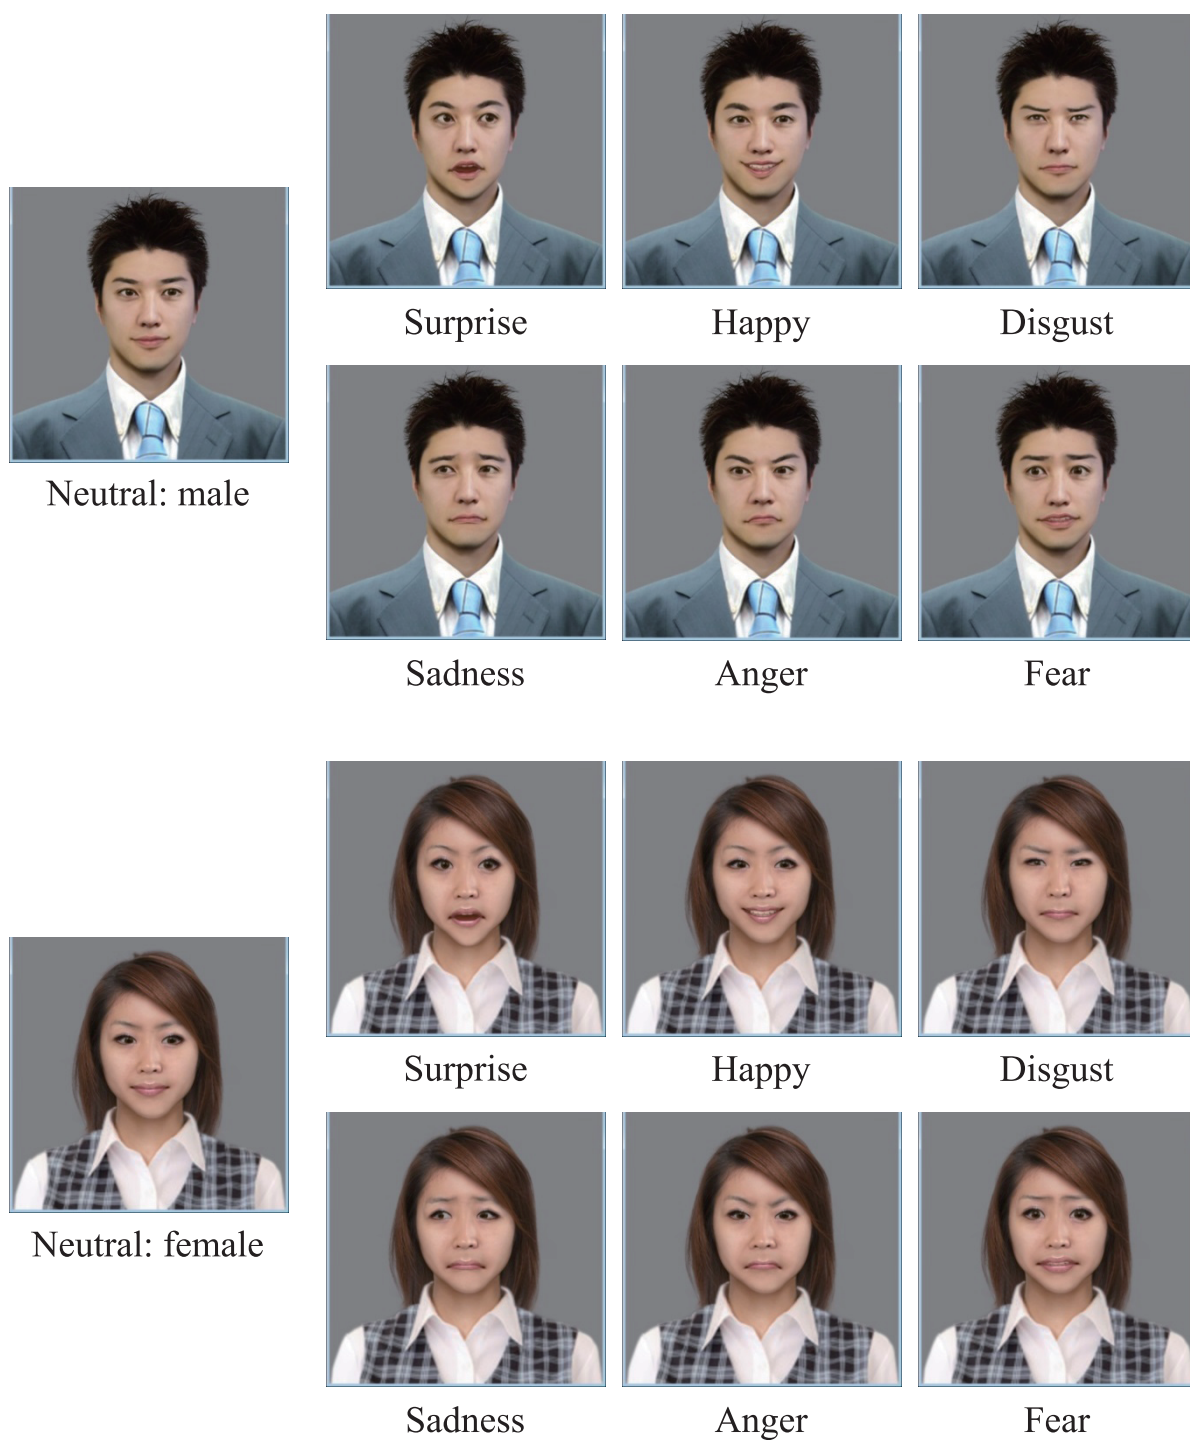 Surprise
Happy
Disgust
Neutral: male
Sadness
Anger
Fear
Surprise
Happy
Disgust
Neutral: female
Sadness
Anger
Fear